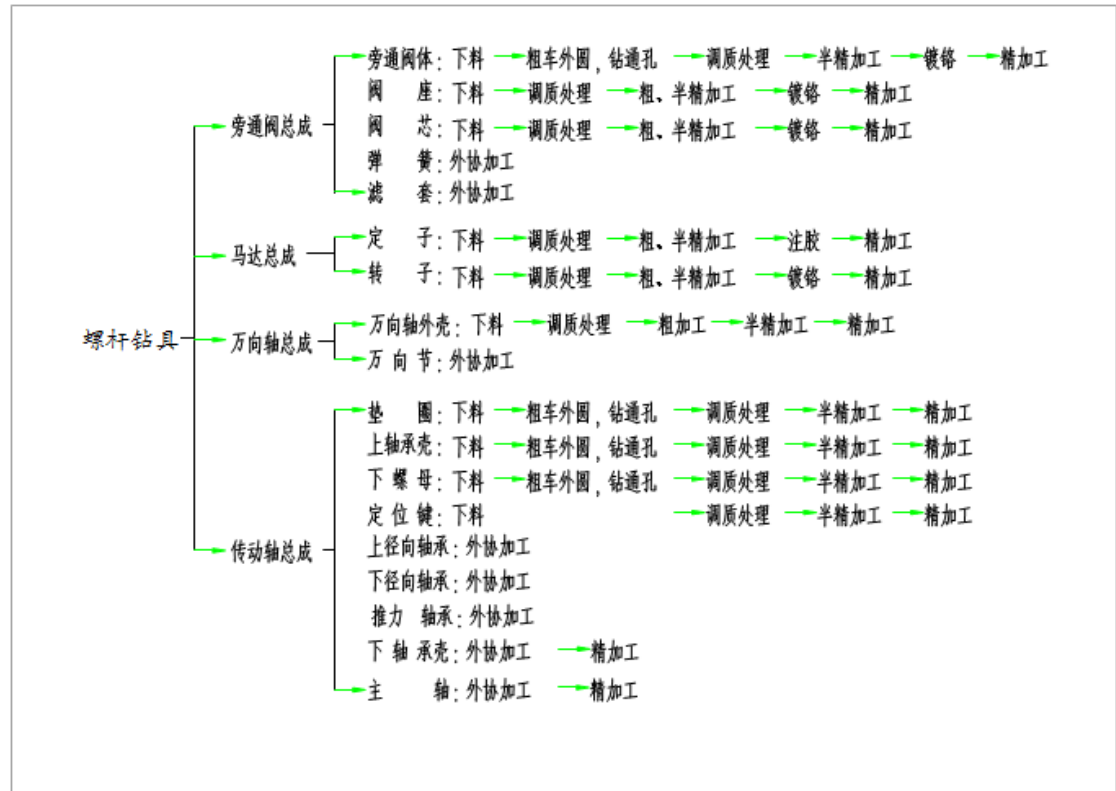 旁通阀体：下料 粗车外圆，钻通孔 调质处理 半精加工 镀铬 精加工
阀 座：下料 调质处理 粗、半精加工 镀铬 精加工
旁通阀总成
阀 芯：下料 调质处理 粗、半精加工 镀铬 精加工
弹 簧：外协加工
滤 套：外协加工
定 子：下料 调质处理 粗、半精加工 注胶 精加工
马达总成
转 子：下料 调质处理 粗、半精加工 镀铬 精加工
万向轴外壳：下料 调质处理 粗加工 半精加工 精加工
螺杆钻具
万向轴总成
万 向 节：外协加工
垫 圈：下料 粗车外圆，钻通孔 调质处理 半精加工 精加工
上轴承壳：下料 粗车外圆，钻通孔 调质处理 半精加工 精加工
下 螺 母：下料 粗车外圆，钻通孔 调质处理 半精加工 精加工
定 位 键：下料 调质处理 半精加工 精加工
传动轴总成
上径向轴承：外协加工
下径向轴承：外协加工
推力 轴承：外协加工
下 轴 承 壳：外协加工 精加工
主 轴：外协加工 精加工